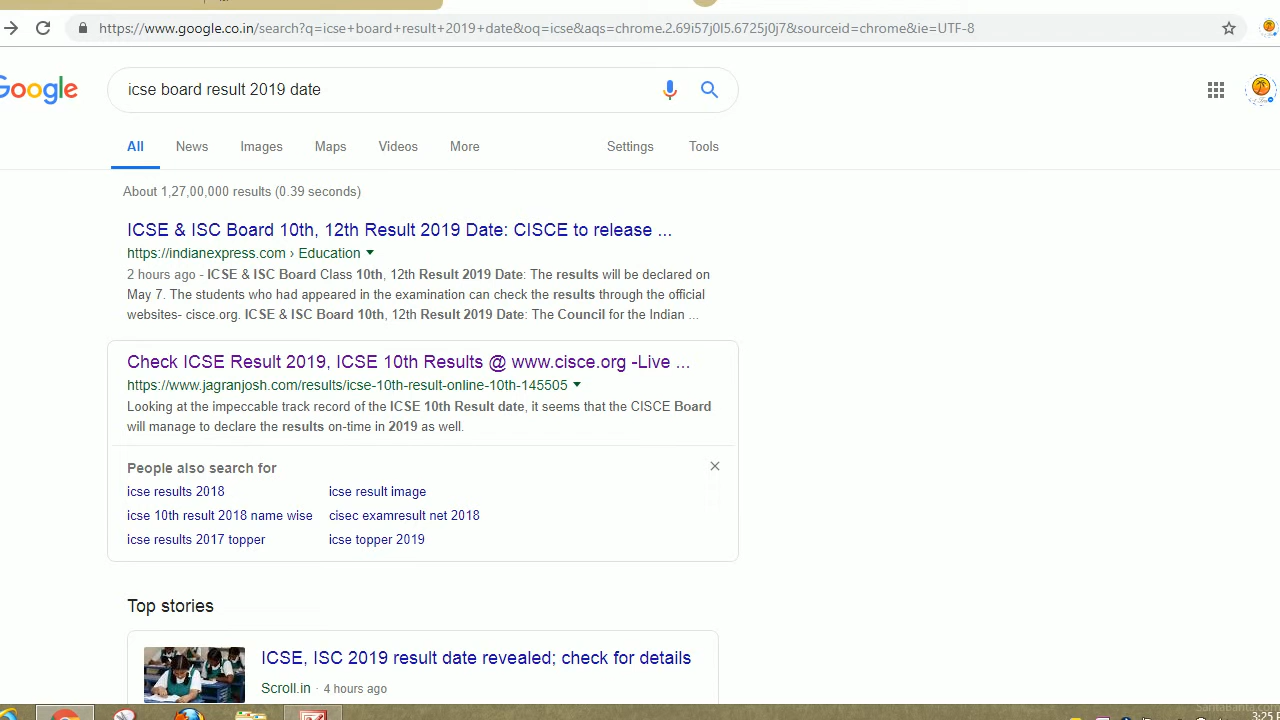 https://www.google.co.in/search?q=icse+board+result+2019+date&oq=icse&aqs=chrome.2.69i57j0l5.6725j0j7&sourceid=chrome&ie=UTF-8
Google
icse board result 2019 date
All News Images Maps Videos More Settings Tools
About 1,27,00,000 results (0.39 seconds)
ICSE & ISC Board 10th, 12th Result 2019 Date: CISCE to release ...
https://indianexpress.com › Education
2 hours ago - ICSE & ISC Board Class 10th, 12th Result 2019 Date: The results will be declared on
May 7. The students who had appeared in the examination can check the results through the official
websites- cisce.org. ICSE & ISC Board 10th, 12th Result 2019 Date: The Council for the Indian ...
Check ICSE Result 2019, ICSE 10th Results @ www.cisce.org -Live ...
https://www.jagranjosh.com/results/icse-10th-result-online-10th-145505
Looking at the impeccable track record of the ICSE 10th Result date, it seems that the CISCE Board
will manage to declare the results on-time in 2019 as well.
People also search for
icse results 2018 icse result image
icse 10th result 2018 name wise cisec examresult net 2018
icse results 2017 topper icse topper 2019
Top stories
ICSE, ISC 2019 result date revealed; check for details
Scroll.in · 4 hours ago
SantaBanta.com
3:25